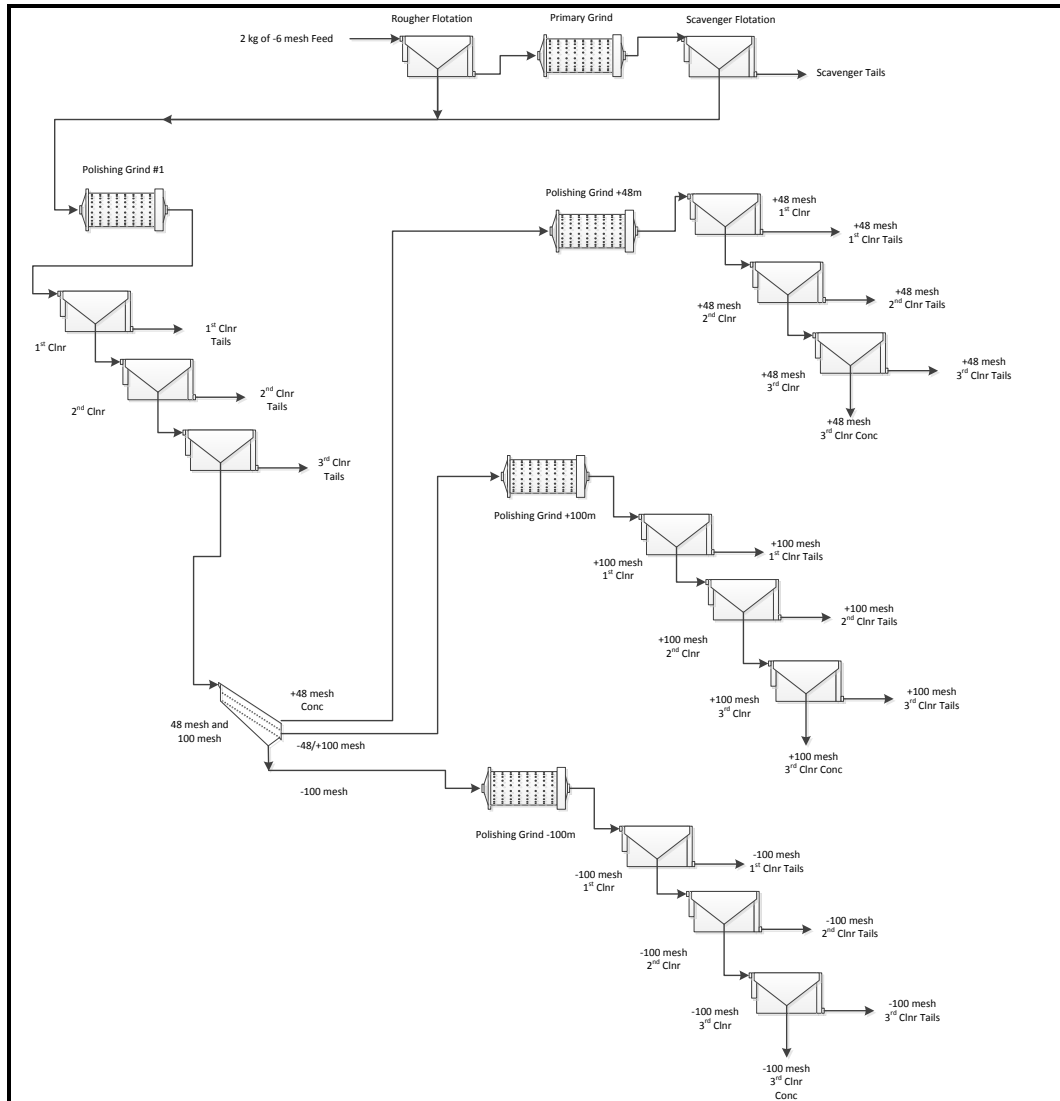 Rougher Flotation
Primary Grind
Scavenger Flotation
2 kg of -6 mesh Feed
Scavenger Tails
Polishing Grind #1
Polishing Grind +48m
+48 mesh
1st Clnr
+48 mesh
1st Clnr Tails
+48 mesh
2nd Clnr
+48 mesh
2nd Clnr Tails
+48 mesh
3rd Clnr
+48 mesh
3rd Clnr Tails
+48 mesh
3rd Clnr Conc
1st Clnr
1st Clnr
Tails
2nd Clnr
2nd Clnr
Tails
3rd Clnr
Tails
Polishing Grind +100m
+100 mesh
1st Clnr
+100 mesh
1st Clnr Tails
+100 mesh
2nd Clnr
+100 mesh
2nd Clnr Tails
+100 mesh
3rd Clnr
+100 mesh
3rd Clnr Tails
+100 mesh
3rd Clnr Conc
48 mesh and
100 mesh
+48 mesh
Conc
-48/+100 mesh
-100 mesh
Polishing Grind -100m
-100 mesh
1st Clnr
-100 mesh
1st Clnr Tails
-100 mesh
2nd Clnr
-100 mesh
2nd Clnr Tails
-100 mesh
3rd Clnr
-100 mesh
3rd Clnr Tails
-100 mesh
3rd Clnr
Conc